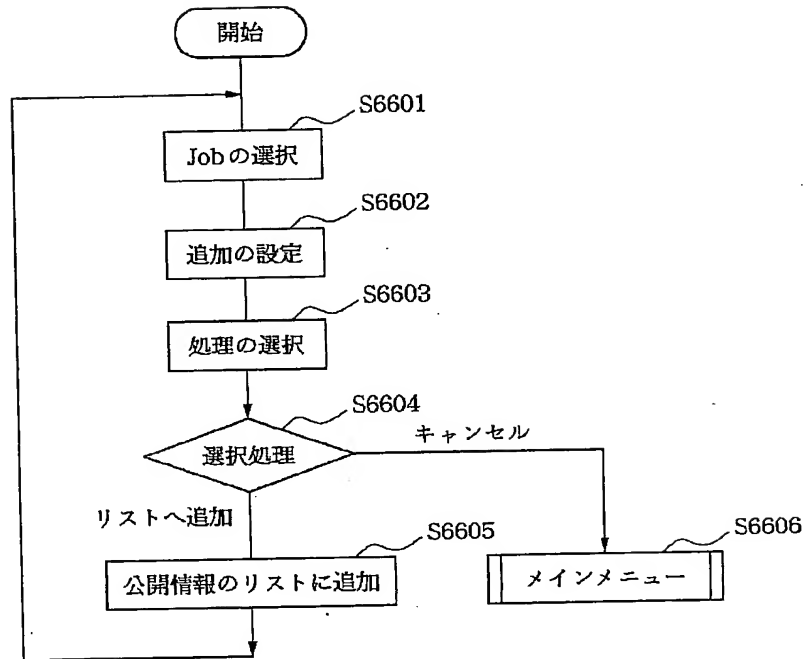 開始
S6601
Jobの選択
S6602
追加の設定
S6603
処理の選択
S6604
選択処理
キャンセル
リストへ追加
S6605
公開情報のリストに追加
S6606
メインメニュー